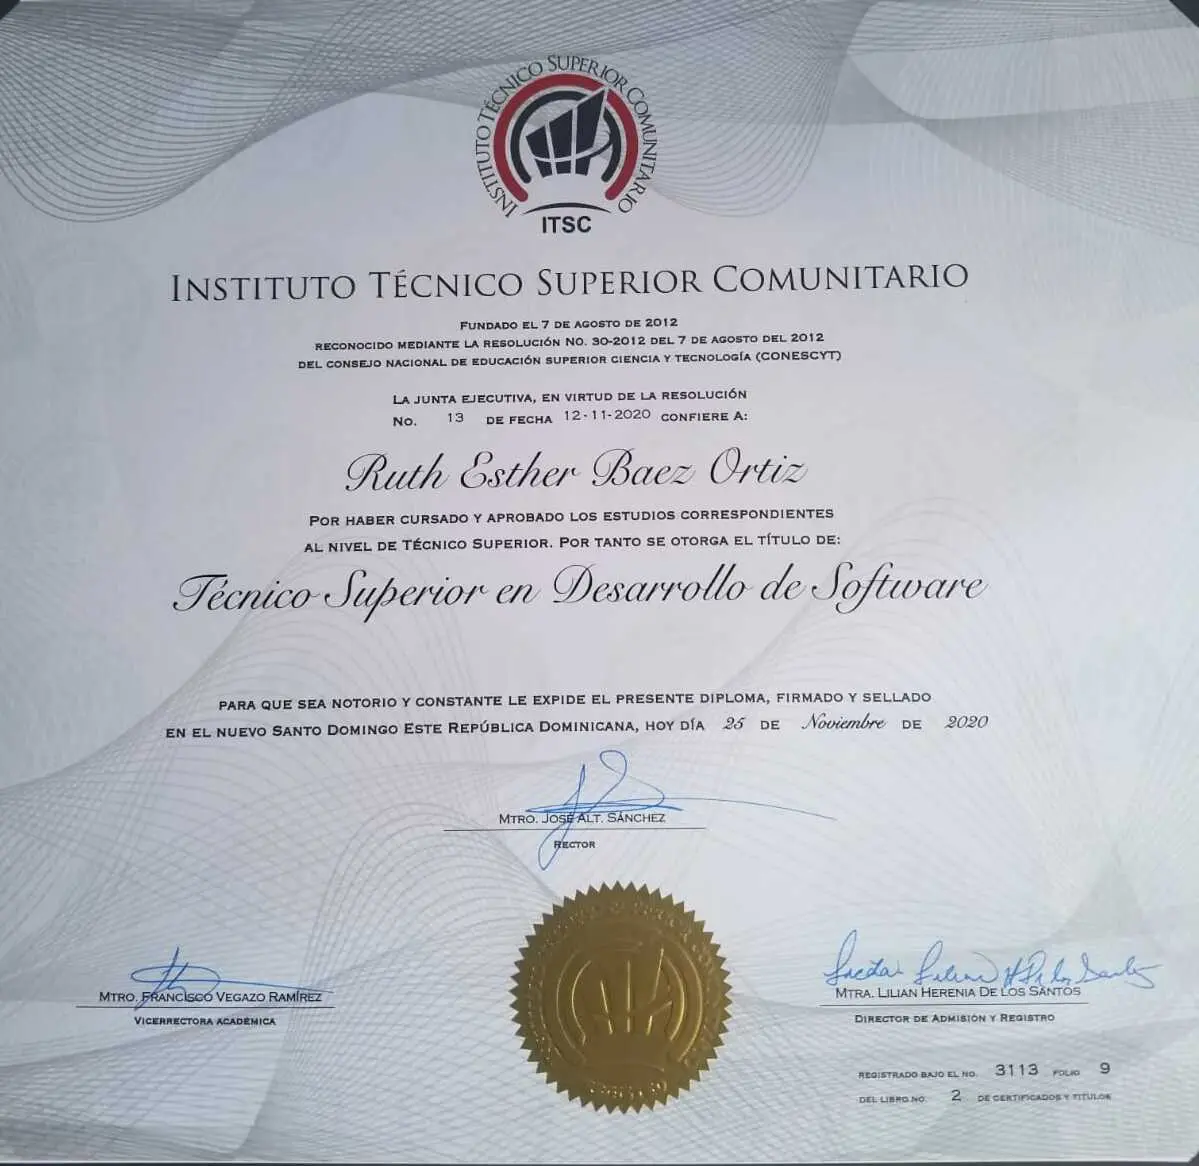 INSTITUTO TÉCNICO SUPERIOR COMUNITARIO
ITSC
INSTITUTO TÉCNICO SUPERIOR COMUNITARIO
FUNDADO EL 7 DE AGOSTO DE 2012
RECONOCIDO MEDIANTE LA RESOLUCIÓN NO. 30-2012 DEL 7 DE AGOSTO DEL 2012
DEL CONSEJO NACIONAL DE EDUCACIÓN SUPERIOR CIENCIA Y TECNOLOGÍA (CONESCYT)
LA JUNTA EJECUTIVA, EN VIRTUD DE LA RESOLUCIÓN
NO. 13 DE FECHA 12-11-2020 CONFIERE A:
Ruth Esther Baez Ortiz
POR HABER CURSADO Y APROBADO LOS ESTUDIOS CORRESPONDIENTES
AL NIVEL DE TÉCNICO SUPERIOR. POR TANTO SE OTORGA EL TÍTULO DE:
Técnico Superior en Desarrollo de Software
PARA QUE SEA NOTORIO Y CONSTANTE LE EXPIDE EL PRESENTE DIPLOMA, FIRMADO Y SELLADO
EN EL NUEVO SANTO DOMINGO ESTE REPÚBLICA DOMINICANA, HOY DÍA 25 DE Noviembre DE 2020
MTRO. JOSÉ ALT. SÁNCHEZ
RECTOR
MTRO. FRANCISCO VEGAZO RAMÍREZ
VICERRECTORA ACADÉMICA
MTRA. LILIAN HERENIA DE LOS SANTOS
DIRECTOR DE ADMISIÓN Y REGISTRO
REGISTRADO BAJO EL NO. 3113 FOLIO 9
DEL LIBRO NO. 2 DE CERTIFICADOS Y TITULOS